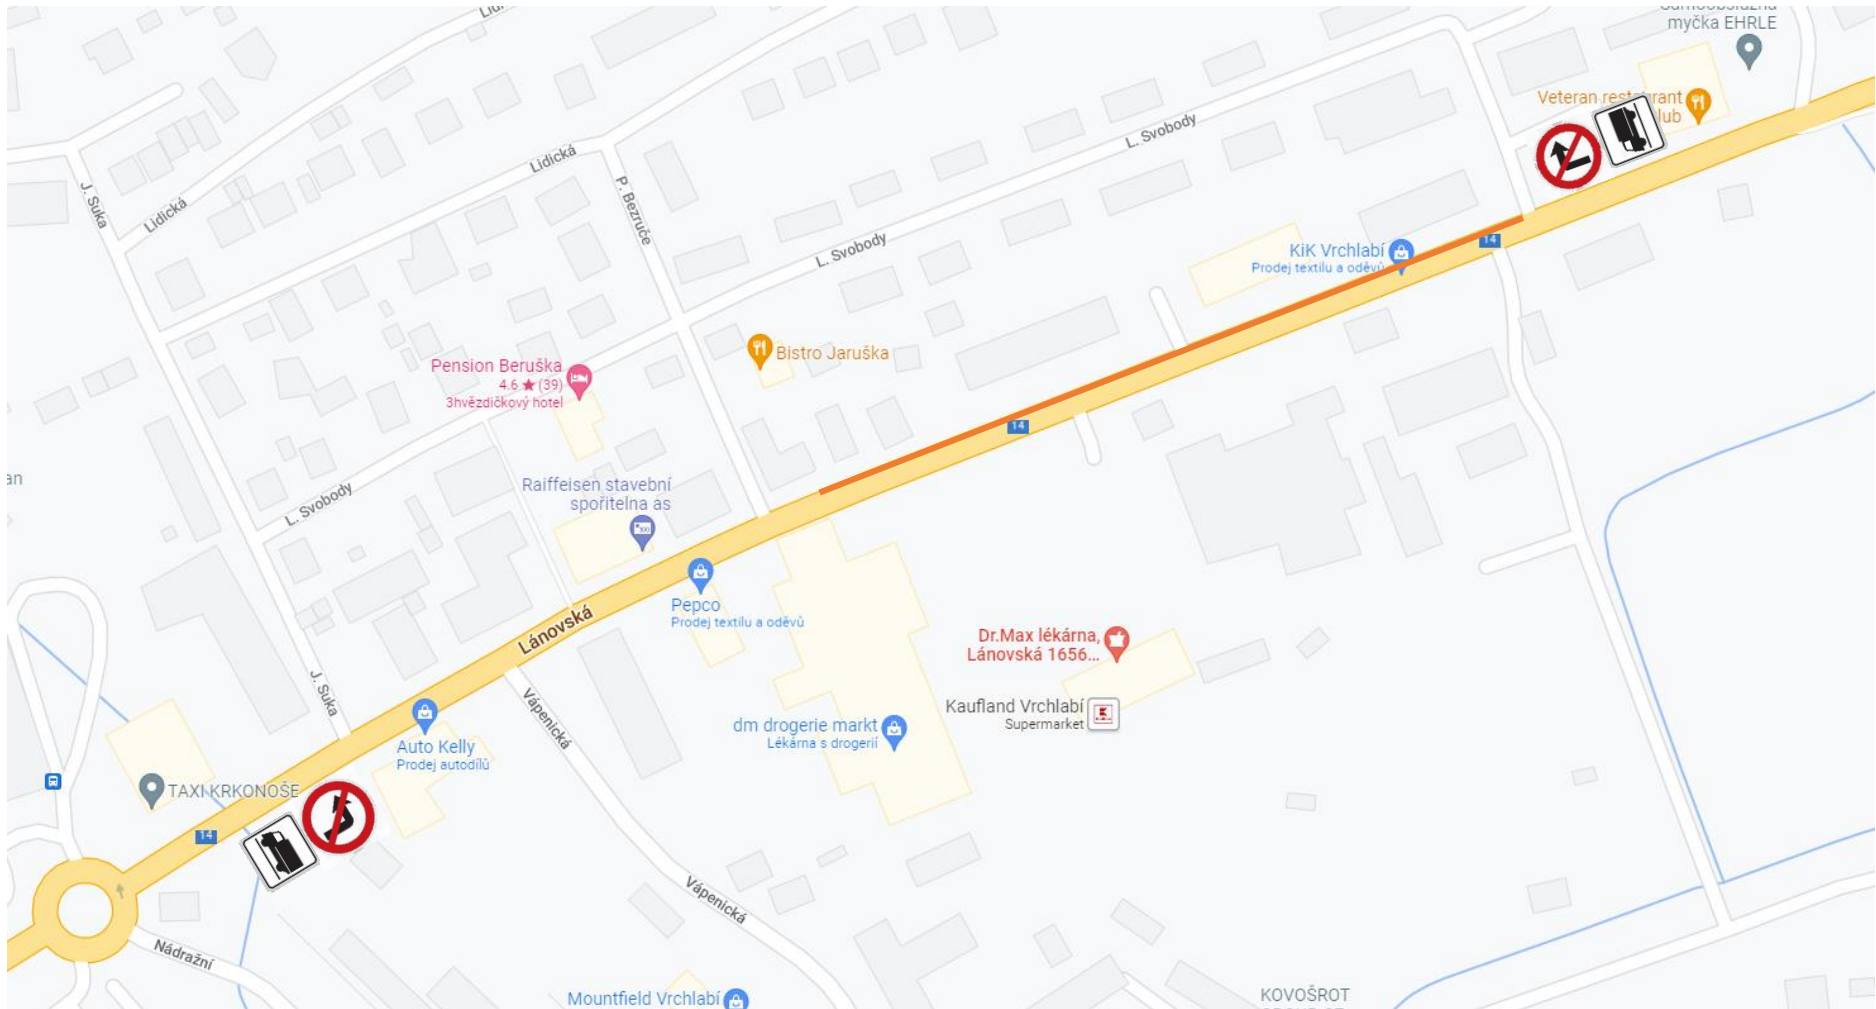 myčka EHRLE
Veteran restaurant
lub
L. Svobody
Lidická
J. Suka
Lidická
P. Bezruče
L. Svobody
KiK Vrchlabí
Prodej textilu a oděvů
14
Bistro Jaruška
Pension Beruška
4.6 ★ (39)
3hvězdičkový hotel
14
an
Raiffeisen stavební
spořitelna as
L. Svobody
Pepco
Prodej textilu a oděvů
Lánovská
Dr.Max lékárna,
Lánovská 1656...
J. Suka
Vápenická
Kaufland Vrchlabí
Supermarket
dm drogerie markt
Lékárna s drogerií
Auto Kelly
Prodej autodílů
TAXI KRKONOŠE
14
Vápenická
Nádražní
Mountfield Vrchlabí
KOVOŠROT